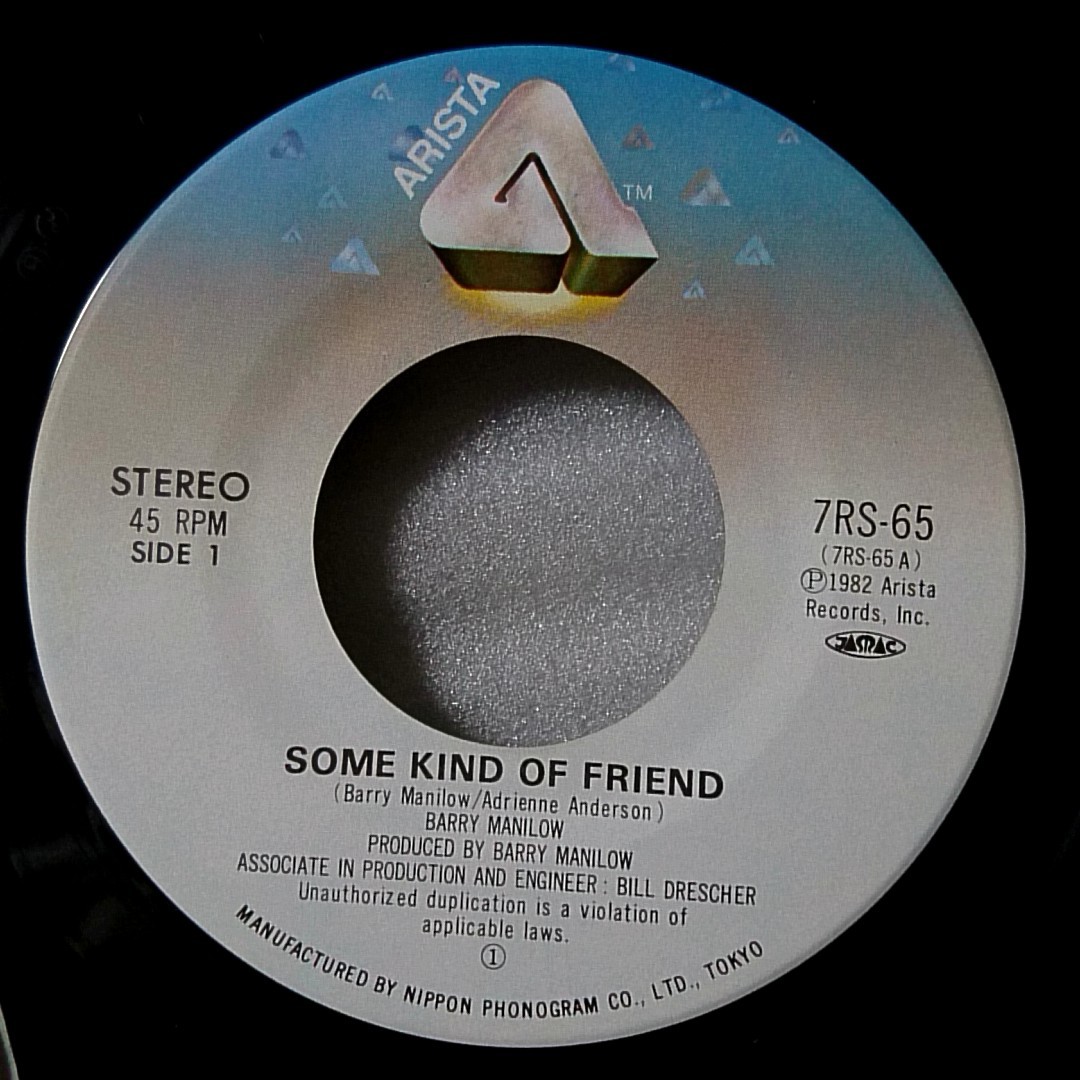 ARISTA
TM
STEREO
45 RPM
SIDE 1
7RS-65
(7RS-65 A)
Ⓟ1982 Arista
Records, Inc.
JASRAC
SOME KIND OF FRIEND
(Barry Manilow/Adrienne Anderson)
BARRY MANILOW
PRODUCED BY BARRY MANILOW
ASSOCIATE IN PRODUCTION AND ENGINEER : BILL DRESCHER
Unauthorized duplication is a violation of
applicable laws.
①
MANUFACTURED BY NIPPON PHONOGRAM CO., LTD., TOKYO